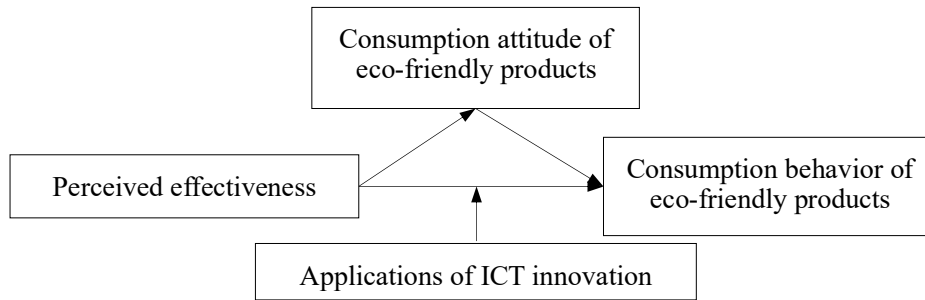 Consumption attitude of
eco-friendly products
Perceived effectiveness
Consumption behavior of
eco-friendly products
Applications of ICT innovation